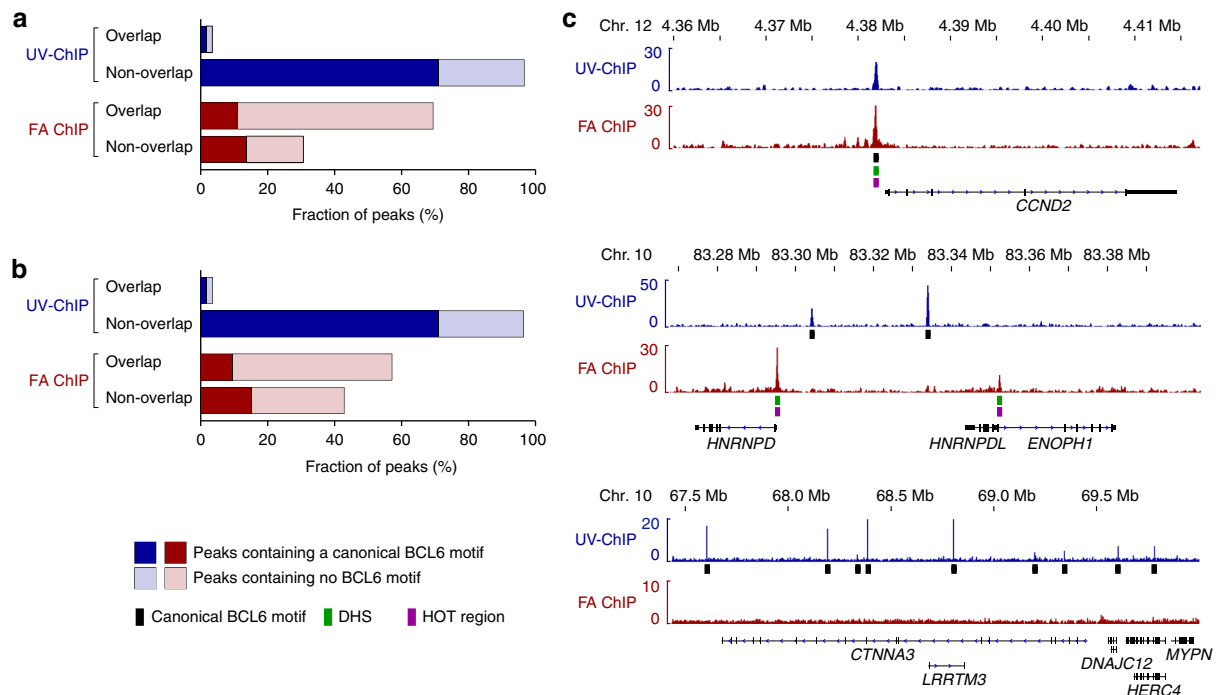 a
UV-ChIP
Overlap
Non-overlap
FA ChIP
Overlap
Non-overlap
0 20 40 60 80 100
Fraction of peaks (%)
b
UV-ChIP
Overlap
Non-overlap
FA ChIP
Overlap
Non-overlap
0 20 40 60 80 100
Fraction of peaks (%)
Peaks containing a canonical BCL6 motif
Peaks containing no BCL6 motif
Canonical BCL6 motif DHS HOT region
c
Chr. 12 4.36 Mb 4.37 Mb 4.38 Mb 4.39 Mb 4.40 Mb 4.41 Mb
30
UV-ChIP
0
30
FA ChIP
0
CCND2
Chr. 10 83.28 Mb 83.30 Mb 83.32 Mb 83.34 Mb 83.36 Mb 83.38 Mb
50
UV-ChIP
0
30
FA ChIP
0
HNRNPD HNRNPDL ENOPH1
Chr. 10 67.5 Mb 68.0 Mb 68.5 Mb 69.0 Mb 69.5 Mb
20
UV-ChIP
0
10
FA ChIP
0
CTNNA3 DNAJC12 MYPN
LRRTM3 HERC4